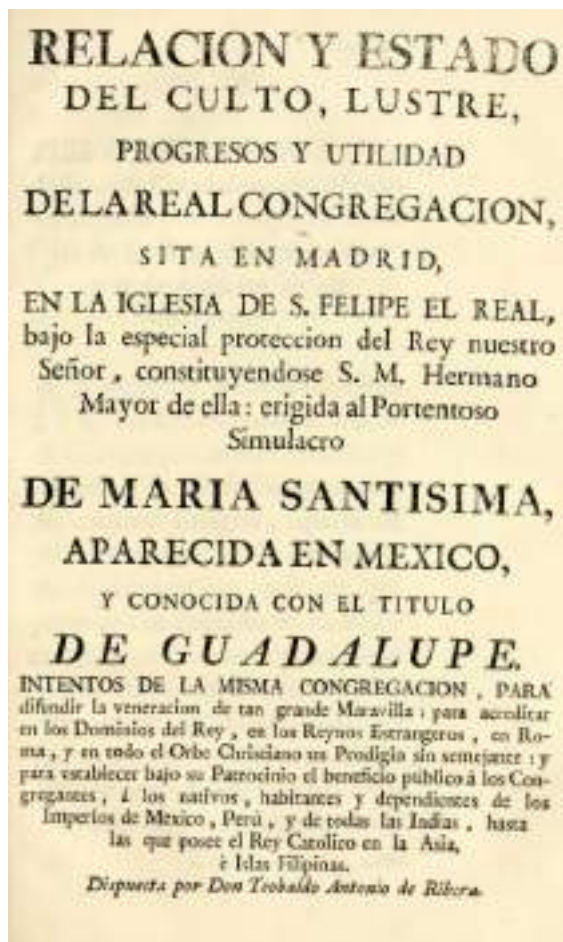 RELACION Y ESTADO
DEL CULTO, LUSTRE,
PROGRESOS Y UTILIDAD
DE LA REAL CONGREGACION,
SITA EN MADRID,
EN LA IGLESIA DE S. FELIPE EL REAL,
bajo la especial proteccion del Rey nuestro
Señor, constituyendose S. M. Hermano
Mayor de ella: erigida al Portentoso
Simulacro
DE MARIA SANTISIMA,
APARECIDA EN MEXICO,
Y CONOCIDA CON EL TITULO
DE GUADALUPE.
INTENTOS DE LA MISMA CONGREGACION, PARA
difundir la veneracion de tan grande Maravilla: para acreditar
en los Dominios del Rey, en los Reynos Estrangeros, en Ro-
ma, y en todo el Orbe Christiano un Prodigio sin semejante: y
para establecer bajo su Patrocinio el beneficio publico à los Con-
gregantes, à los nativos, habitantes y dependientes de los
Imperios de Mexico, Perú, y de todas las Indias, hasta
las que posee el Rey Catolico en la Asia,
è Islas Filipinas.
Dispuesta por Don Teobaldo Antonio de Ribera.